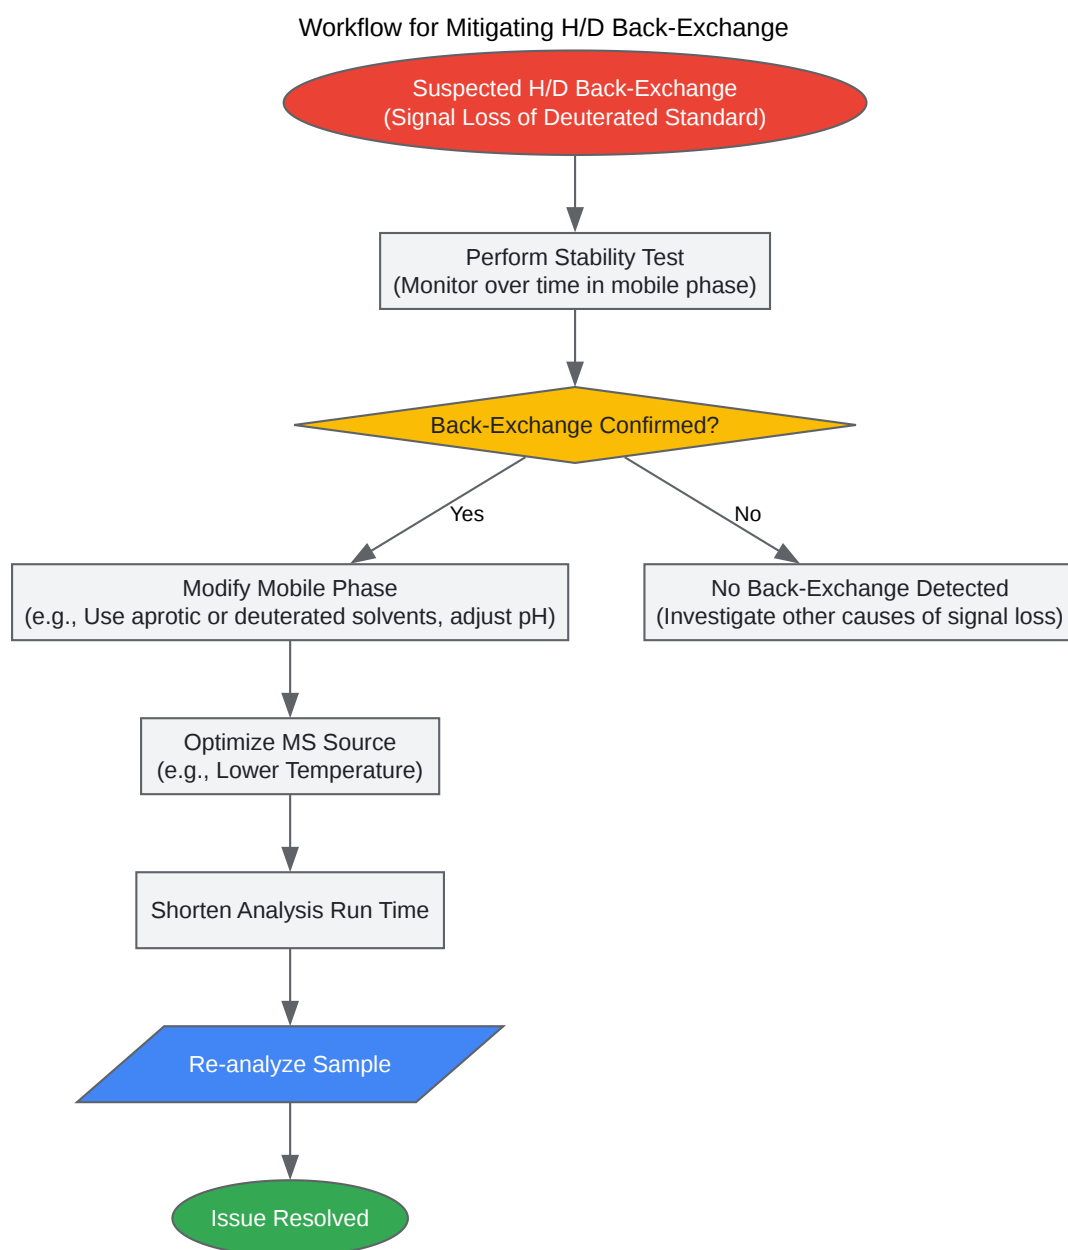 Workflow for Mitigating H/D Back-Exchange
Suspected H/D Back-Exchange
(Signal Loss of Deuterated Standard)
Perform Stability Test
(Monitor over time in mobile phase)
Back-Exchange Confirmed?
Yes
No
Modify Mobile Phase
(e.g., Use aprotic or deuterated solvents, adjust pH)
No Back-Exchange Detected
(Investigate other causes of signal loss)
Optimize MS Source
(e.g., Lower Temperature)
Shorten Analysis Run Time
Re-analyze Sample
Issue Resolved